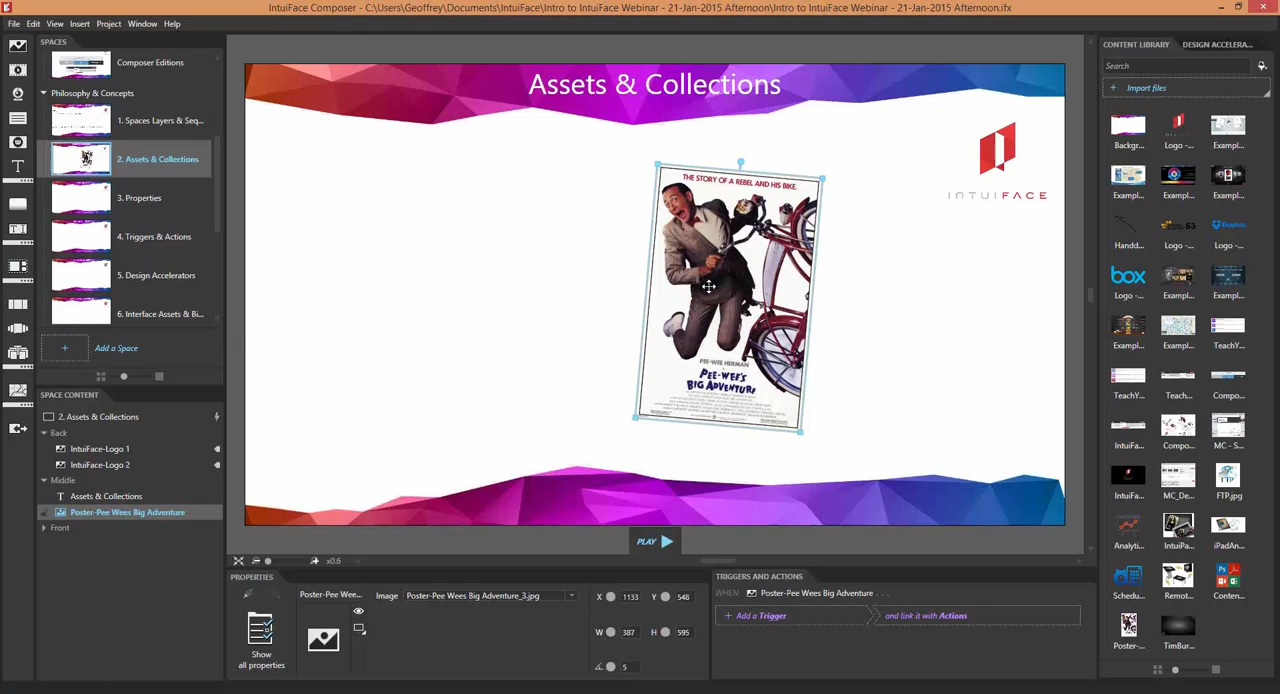 IntuiFace Composer - C:\Users\Geoffrey\Documents\IntuiFace\Intro to IntuiFace Webinar - 21-Jan-2015 Afternoon\Intro to IntuiFace Webinar - 21-Jan-2015 Afternoon.ifx
File Edit View Insert Project Window Help
SPACES
Composer Editions
Philosophy & Concepts
1. Spaces Layers & Seq...
2. Assets & Collections
3. Properties
4. Triggers & Actions
5. Design Accelerators
6. Interface Assets & Bi...
+ Add a Space
SPACE CONTENT
2. Assets & Collections
Back
IntuiFace-Logo 1
IntuiFace-Logo 2
Middle
T Assets & Collections
Poster-Pee Wees Big Adventure
Front
Assets & Collections
INTUIFACE
THE STORY OF A REBEL AND HIS BIKE.
PEE-WEE HERMAN
PEE-WEE'S
BIG ADVENTURE
PLAY
x0.6
PROPERTIES
Show
all properties
Poster-Pee Wee...
Image Poster-Pee Wees Big Adventure_3.jpg
X 1133 Y 548
W 387 H 595
5
TRIGGERS AND ACTIONS
WHEN Poster-Pee Wees Big Adventure ...
+ Add a Trigger and link it with Actions
CONTENT LIBRARY DESIGN ACCELERA...
Search
+ Import files
Backgr... Logo -... Exampl...
Exampl... Exampl... Exampl...
Handd... Logo -... Logo -...
box
Logo -... Exampl... Exampl...
Exampl... Exampl... TeachY...
TeachY... Teach... Compo...
IntuiFa... Compo... MC - S...
FTP
IntuiFa... MC_De... FTP.jpg
Analyti... IntuiPa... iPadAn...
Schedu... Remot... Conten...
Poster-... TimBur...